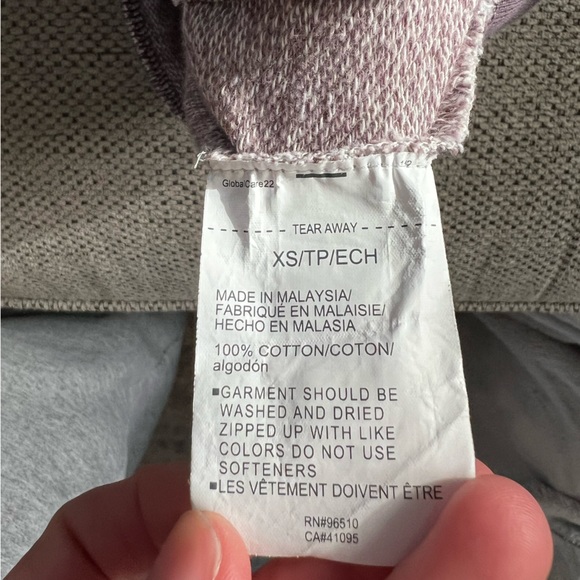 GlobalCare22
TEAR AWAY
XS/TP/ECH
MADE IN MALAYSIA/
FABRIQUÉ EN MALAISIE/
HECHO EN MALASIA
100% COTTON/COTON/
algodón
▪GARMENT SHOULD BE
WASHED AND DRIED
ZIPPED UP WITH LIKE
COLORS DO NOT USE
SOFTENERS
▪LES VÊTEMENT DOIVENT ÊTRE
RN#96510
CA#41095